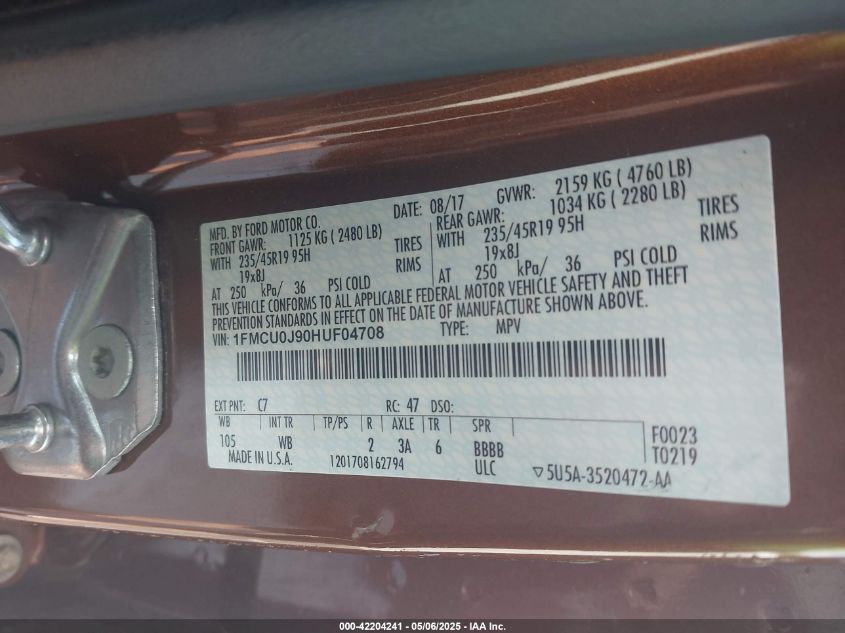 MFD. BY FORD MOTOR CO. DATE: 08/17 GVWR: 2159 KG ( 4760 LB)
FRONT GAWR: 1125 KG ( 2480 LB) REAR GAWR: 1034 KG ( 2280 LB)
WITH 235/45R19 95H TIRES WITH 235/45R19 95H TIRES
19x8J RIMS 19x8J RIMS
AT 250 kPa/ 36 PSI COLD AT 250 kPa/ 36 PSI COLD
THIS VEHICLE CONFORMS TO ALL APPLICABLE FEDERAL MOTOR VEHICLE SAFETY AND THEFT
PREVENTION STANDARDS IN EFFECT ON THE DATE OF MANUFACTURE SHOWN ABOVE.
VIN: 1FMCU0J90HUF04708 TYPE: MPV
EXT PNT: C7 RC: 47 DSO:
WB INT TR TP/PS R AXLE TR SPR
105 WB 2 3A 6 BBBB F0023
MADE IN U.S.A. 1201708162794 ULC T0219
▽5U5A-3520472-AA
000-42204241 | 05/06/2025 - IAA Inc.